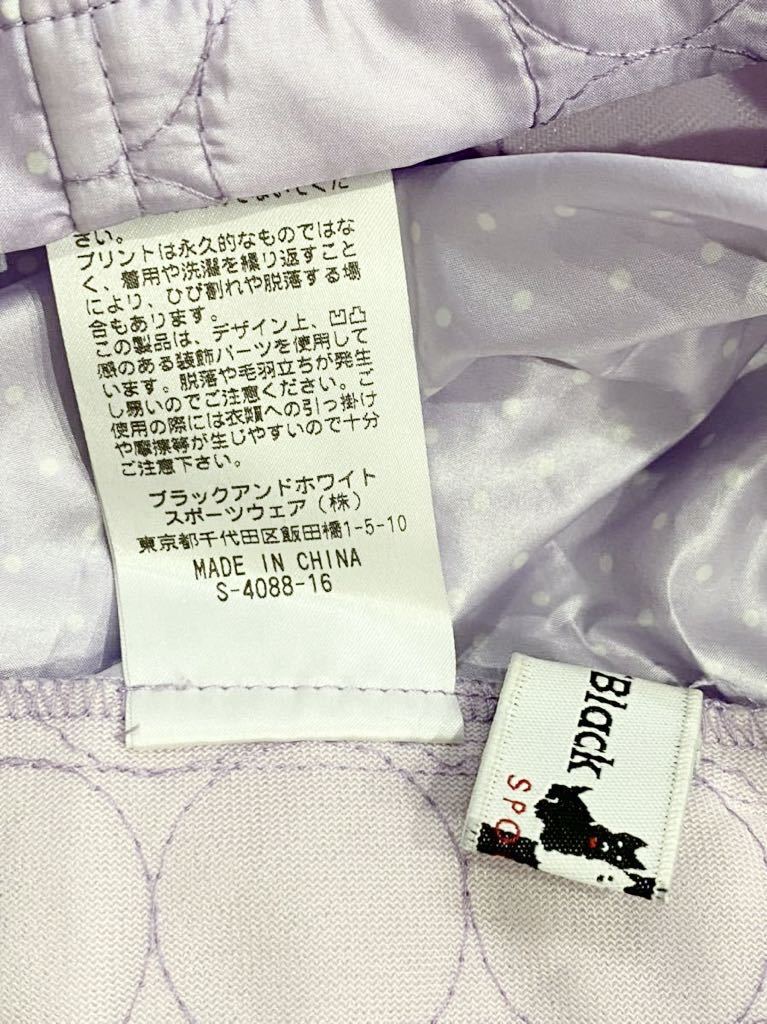 ないでくだ
さい。
プリントは永久的なものではな
く、着用や洗濯を繰り返すこと
により、ひび割れや脱落する場
合もあります。
この製品は、デザイン上、凹凸
感のある装飾パーツを使用して
います。脱落や毛羽立ちが発生
し易いのでご注意ください。ご
使用の際には衣類への引っ掛け
や摩擦等が生じやすいので十分
ご注意下さい。
ブラックアンドホワイト
スポーツウェア(株)
東京都千代田区飯田橋1-5-10
MADE IN CHINA
S-4088-16
Black
SPO